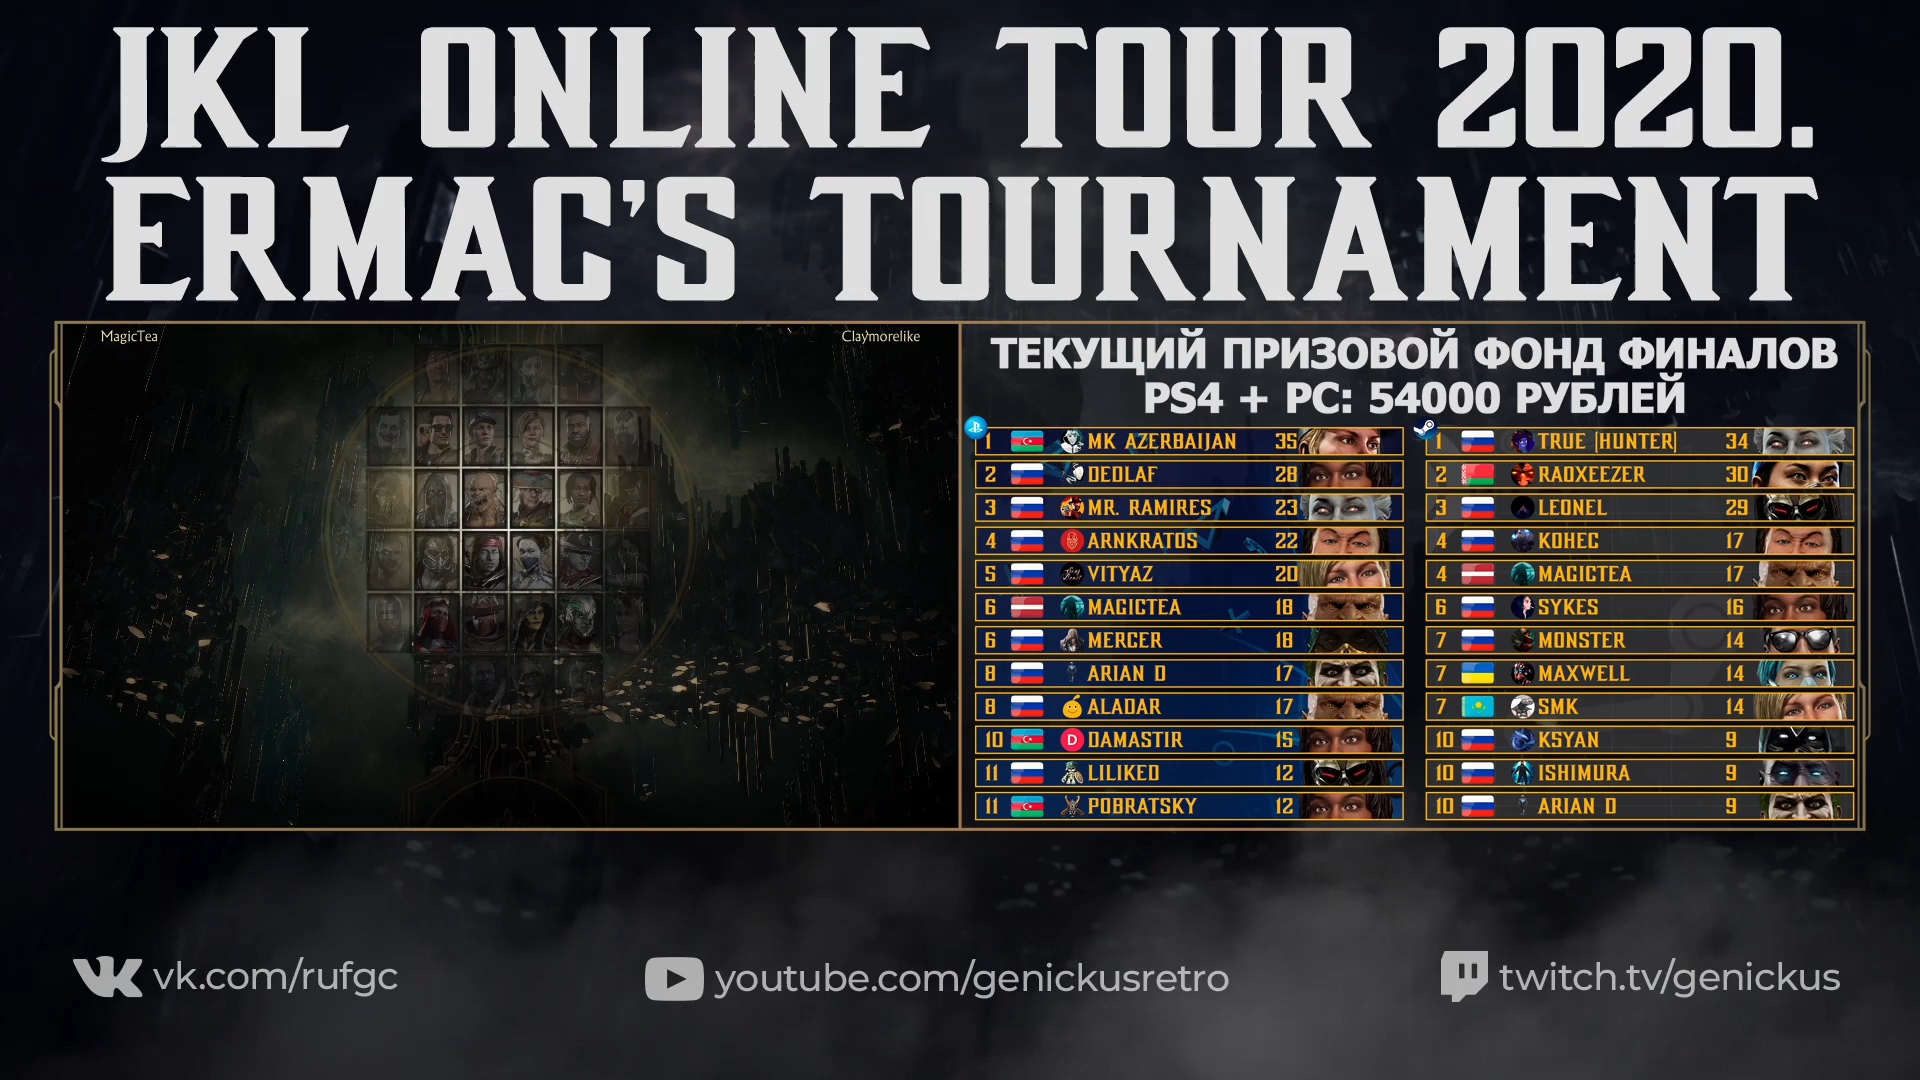 JKL ONLINE TOUR 2020.
ERMAC'S TOURNAMENT
MagicTea
Claymorelike
ТЕКУЩИЙ ПРИЗОВОЙ ФОНД ФИНАЛОВ
PS4 + PC: 54000 РУБЛЕЙ
1 MK AZERBAIJAN 35
2 DEOLAF 28
3 MR. RAMIRES 23
4 ARNKRATOS 22
5 VITYAZ 20
6 MAGICTEA 18
6 MERCER 18
8 ARIAN D 17
8 ALADAR 17
10 D DAMASTIR 15
11 LILIKED 12
11 POBRATSKY 12
1 TRUE |HUNTER| 34
2 RAOXEEZER 30
3 LEONEL 29
4 KOHEC 17
4 MAGICTEA 17
6 SYKES 16
7 MONSTER 14
7 MAXWELL 14
7 SMK 14
10 KSYAN 9
10 ISHIMURA 9
10 ARIAN D 9
vk.com/rufgc
youtube.com/genickusretro
twitch.tv/genickus